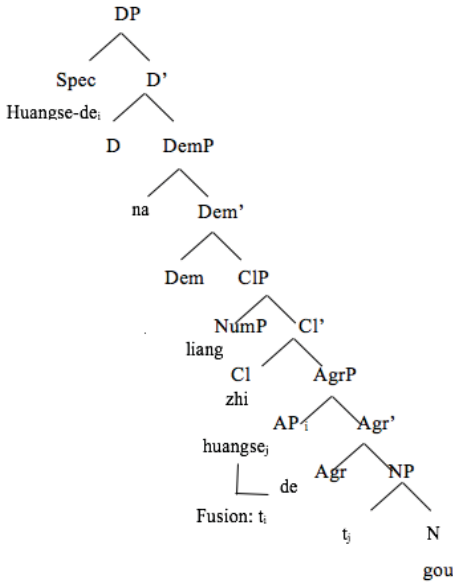 DP
Spec D’
Huangse-deᵢ
D DemP
na Dem’
Dem ClP
NumP Cl’
liang
Cl AgrP
zhi
APᵢ Agr’
huangseⱼ
Agr NP
de
Fusion: tᵢ
tⱼ N
gou